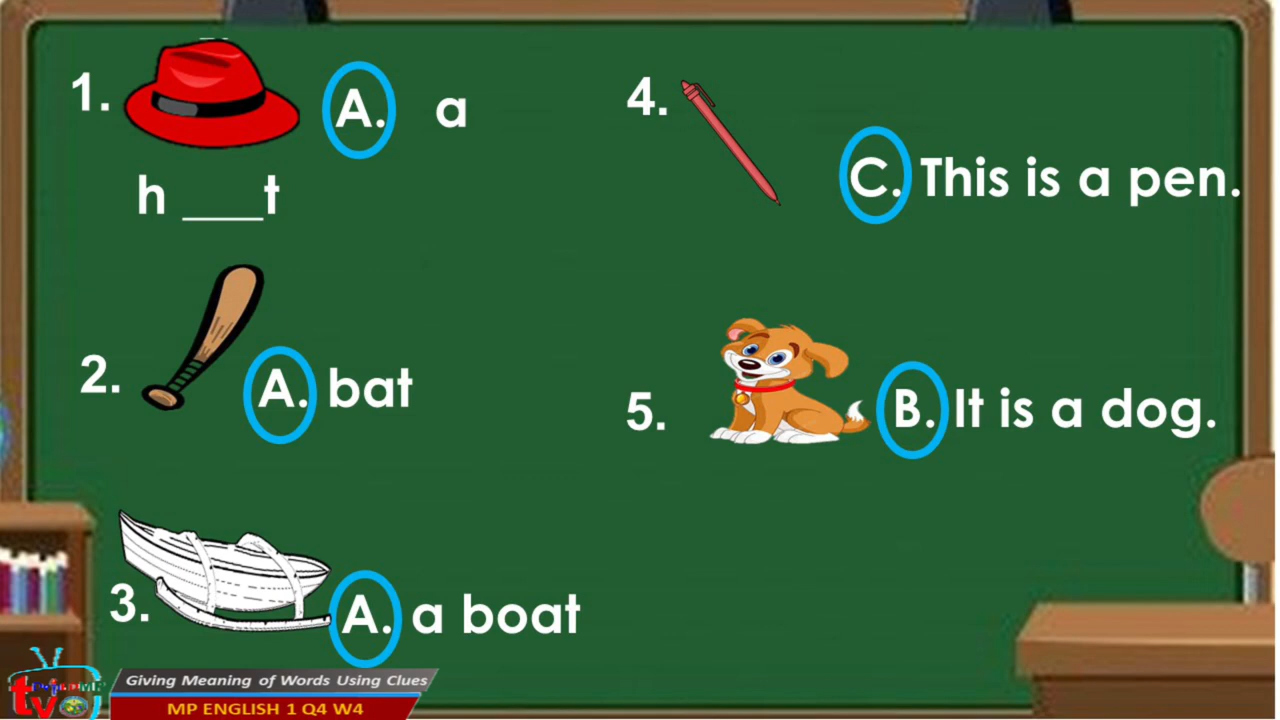 1.
A. a
h ___t
2.
A. bat
3.
A. a boat
4.
C. This is a pen.
5.
B. It is a dog.
tv
Giving Meaning of Words Using Clues
MP ENGLISH 1 Q4 W4